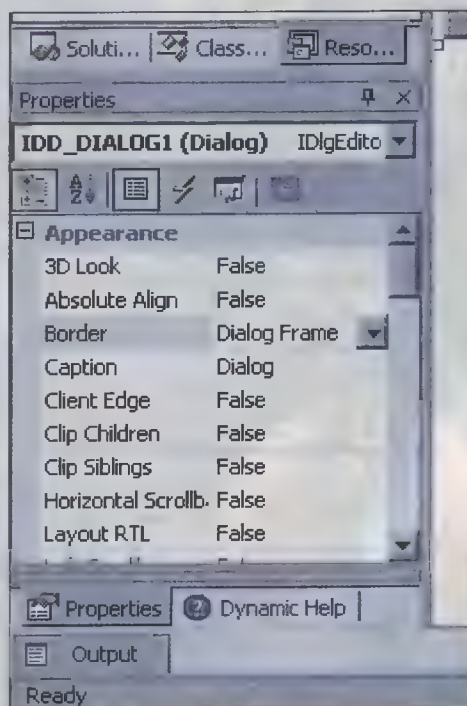 Soluti... Class... Reso...
Properties
IDD_DIALOG1 (Dialog) IDlgEdito
Appearance
3D Look False
Absolute Align False
Border Dialog Frame
Caption Dialog
Client Edge False
Clip Children False
Clip Siblings False
Horizontal Scrollb. False
Layout RTL False
Properties Dynamic Help
Output
Ready